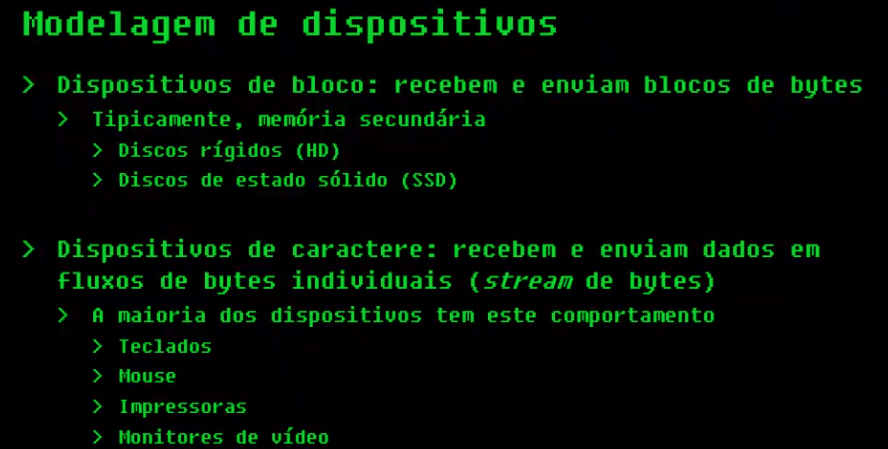 Modelagem de dispositivos
> Dispositivos de bloco: recebem e enviam blocos de bytes
> Tipicamente, memória secundária
> Discos rígidos (HD)
> Discos de estado sólido (SSD)
> Dispositivos de caractere: recebem e enviam dados em
fluxos de bytes individuais (stream de bytes)
> A maioria dos dispositivos tem este comportamento
> Teclados
> Mouse
> Impressoras
> Monitores de vídeo